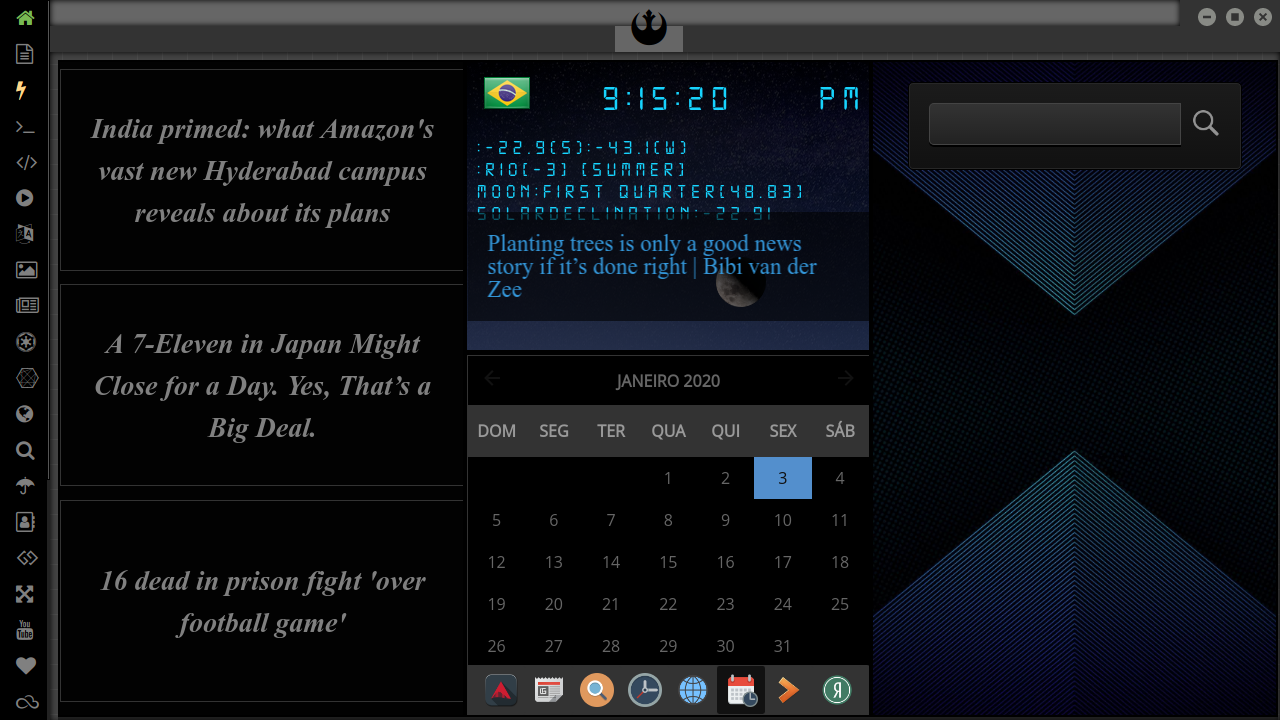 India primed: what Amazon's
vast new Hyderabad campus
reveals about its plans
A 7-Eleven in Japan Might
Close for a Day. Yes, That’s a
Big Deal.
16 dead in prison fight 'over
football game'
9:15:20 PM
:-22.9(S):-43.1(W)
:RIO(-3) (SUMMER)
MOON:FIRST QUARTER(48.83)
SOLARDECLINATION:-22.91
Planting trees is only a good news
story if it’s done right | Bibi van der
Zee
JANEIRO 2020
DOM SEG TER QUA QUI SEX SÁB
1 2 3 4
5 6 7 8 9 10 11
12 13 14 15 16 17 18
19 20 21 22 23 24 25
26 27 28 29 30 31
You
Tube